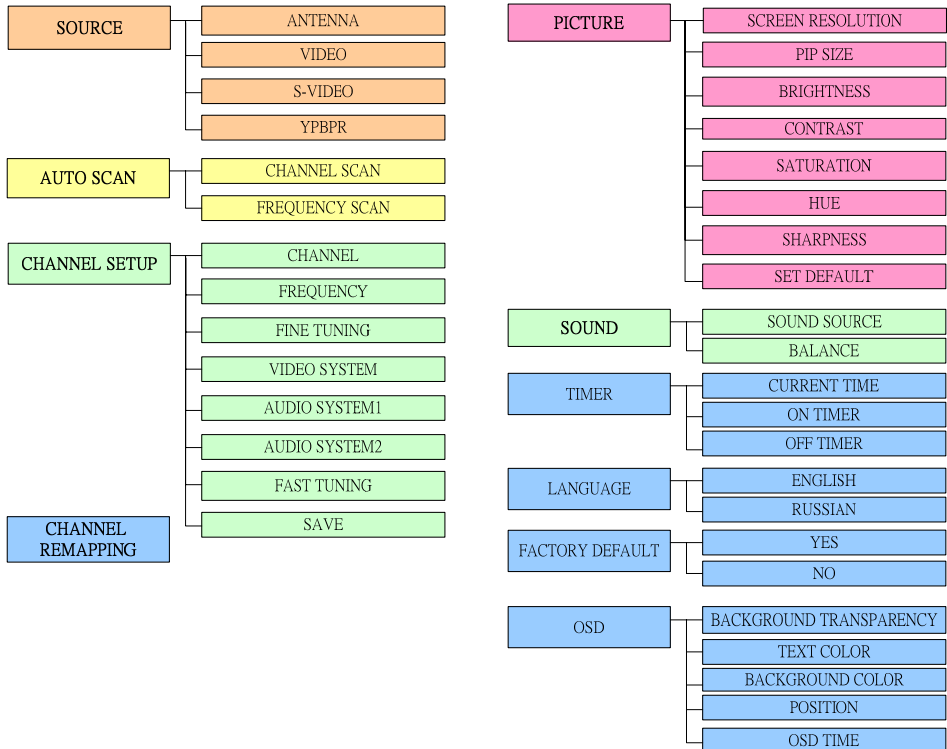 SOURCE
ANTENNA
VIDEO
S-VIDEO
YPBPR
AUTO SCAN
CHANNEL SCAN
FREQUENCY SCAN
CHANNEL SETUP
CHANNEL
FREQUENCY
FINE TUNING
VIDEO SYSTEM
AUDIO SYSTEM1
AUDIO SYSTEM2
FAST TUNING
SAVE
CHANNEL
REMAPPING
PICTURE
SCREEN RESOLUTION
PIP SIZE
BRIGHTNESS
CONTRAST
SATURATION
HUE
SHARPNESS
SET DEFAULT
SOUND
SOUND SOURCE
BALANCE
TIMER
CURRENT TIME
ON TIMER
OFF TIMER
LANGUAGE
ENGLISH
RUSSIAN
FACTORY DEFAULT
YES
NO
OSD
BACKGROUND TRANSPARENCY
TEXT COLOR
BACKGROUND COLOR
POSITION
OSD TIME